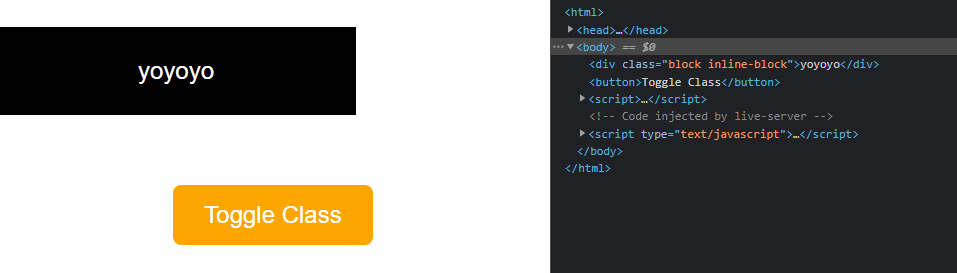 yoyoyo
Toggle Class
<html>
<head>…</head>
<body> == $0
<div class="block inline-block">yoyoyo</div>
<button>Toggle Class</button>
<script>…</script>
<!-- Code injected by live-server -->
<script type="text/javascript">…</script>
</body>
</html>